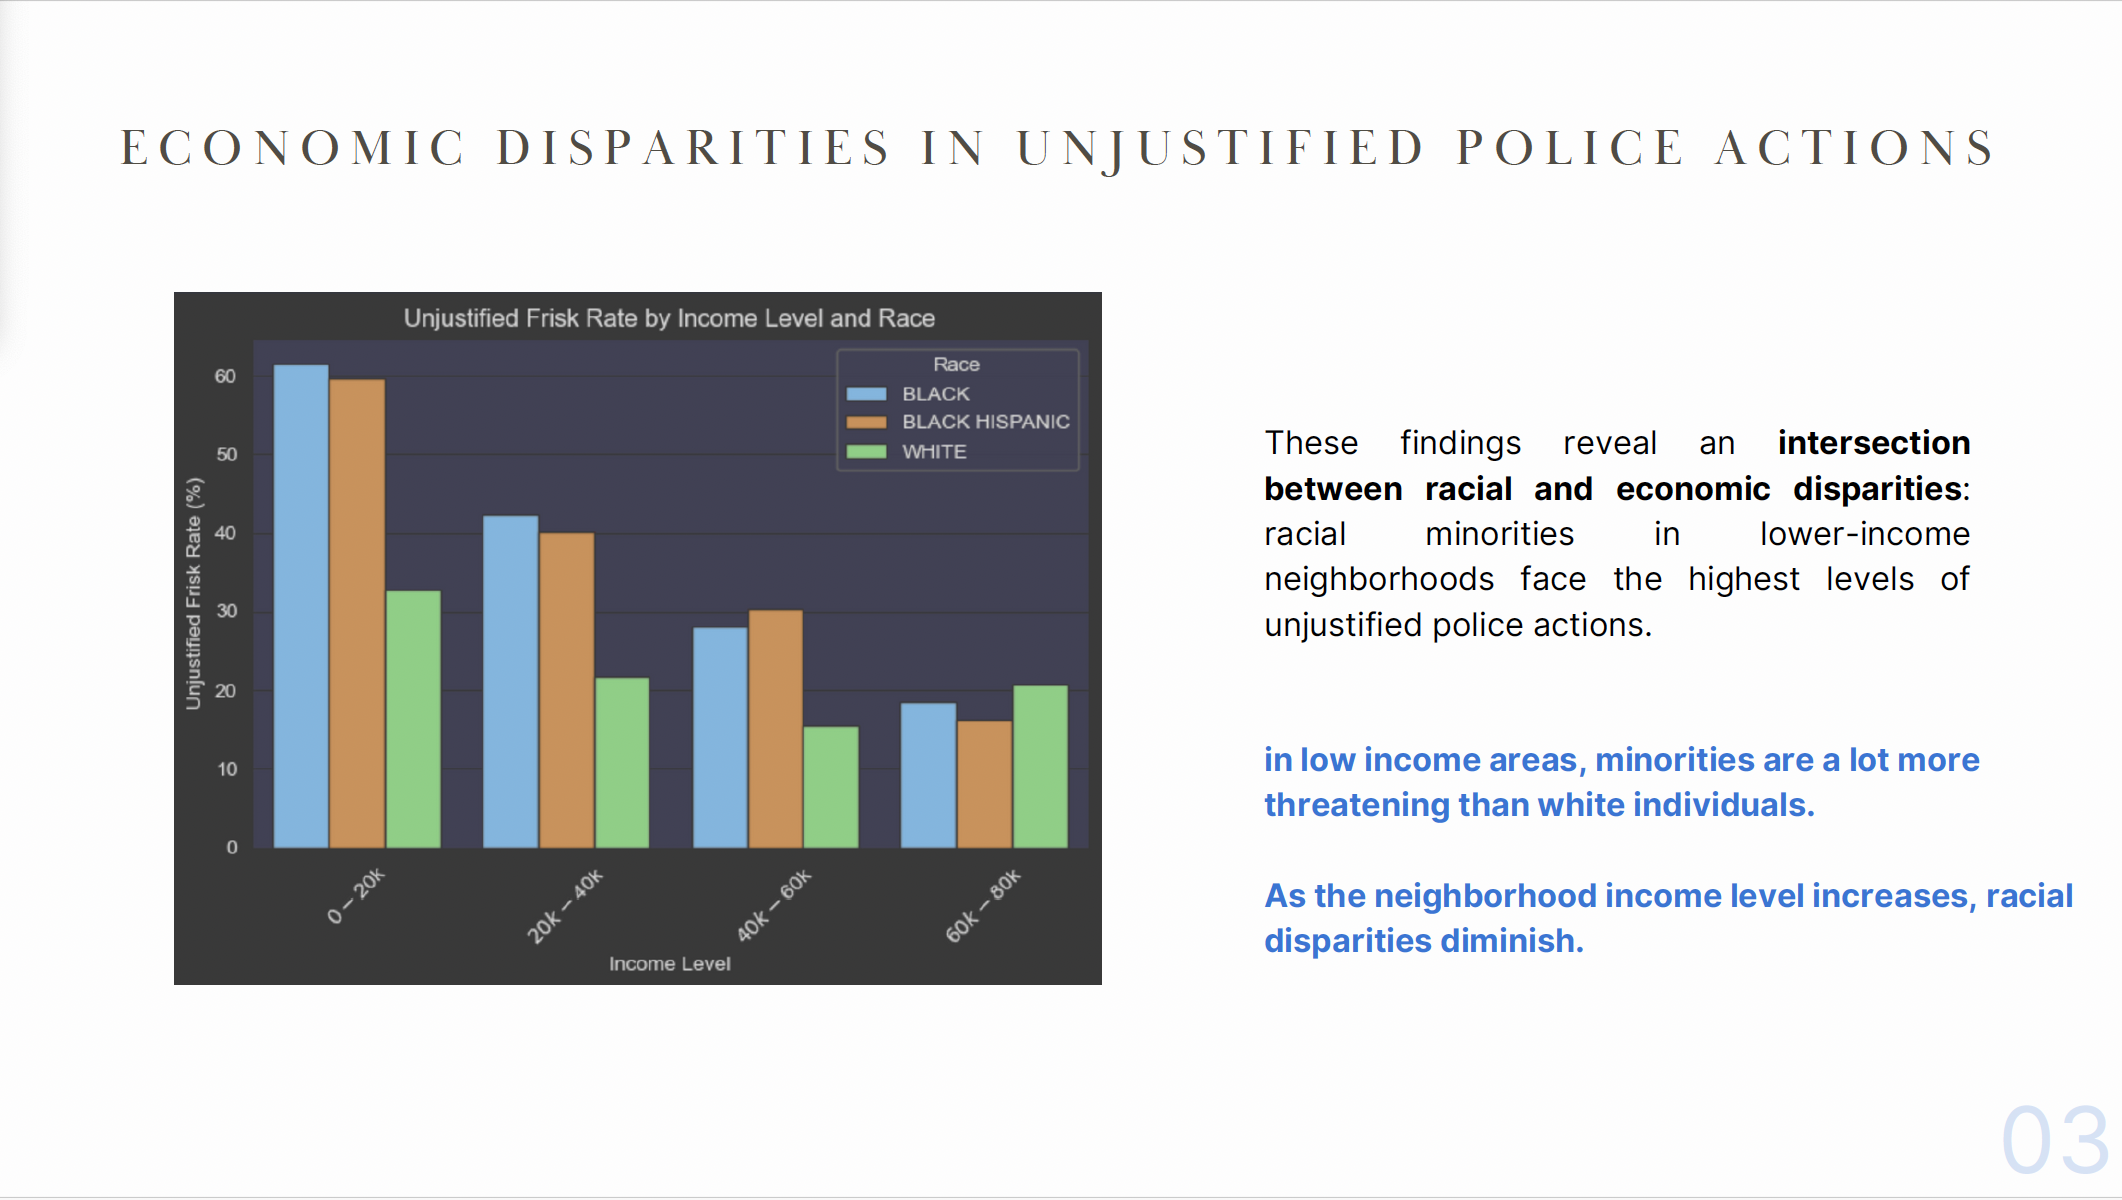 ECONOMIC DISPARITIES IN UNJUSTIFIED POLICE ACTIONS
Unjustified Frisk Rate by Income Level and Race
Race
BLACK
BLACK HISPANIC
WHITE
Unjustified Frisk Rate (%)
60
50
40
30
20
10
0
0 – 20k
20k – 40k
40k – 60k
60k – 80k
Income Level
These findings reveal an intersection
between racial and economic disparities:
racial minorities in lower-income
neighborhoods face the highest levels of
unjustified police actions.
in low income areas, minorities are a lot more
threatening than white individuals.
As the neighborhood income level increases, racial
disparities diminish.
03